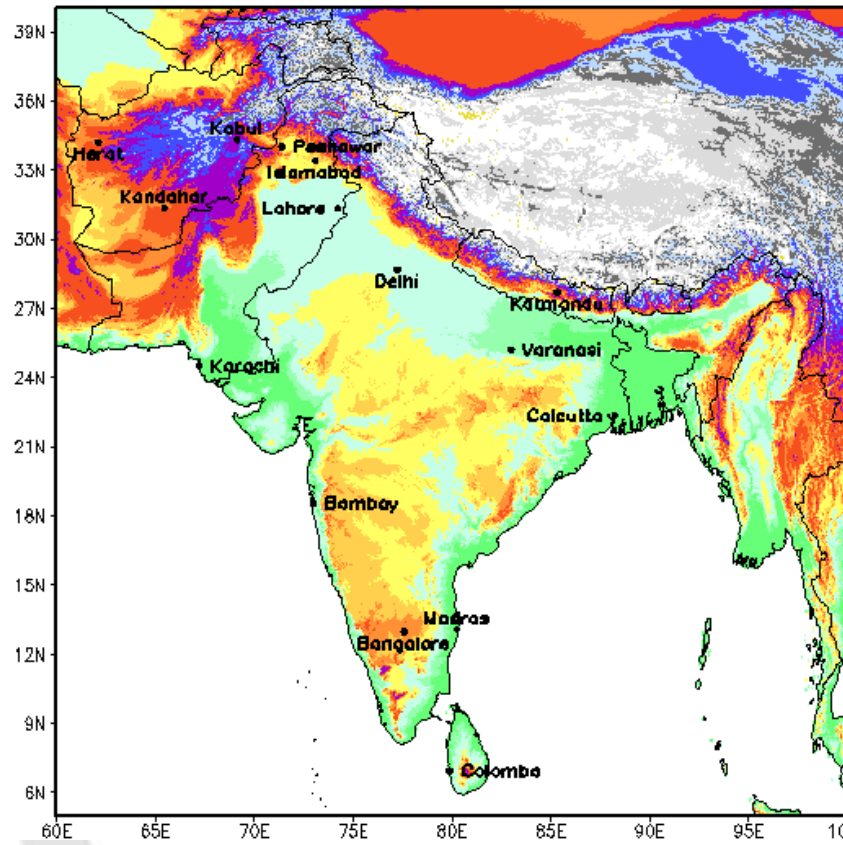 39N
36N
33N
30N
27N
24N
21N
18N
15N
12N
9N
6N
60E 65E 70E 75E 80E 85E 90E 95E 100
Kabul
Herat
Peshawar
Islamabad
Kandahar
Lahore
Delhi
Katmandu
Varanasi
Karachi
Calcutta
Bombay
Madras
Bangalore
Colombo